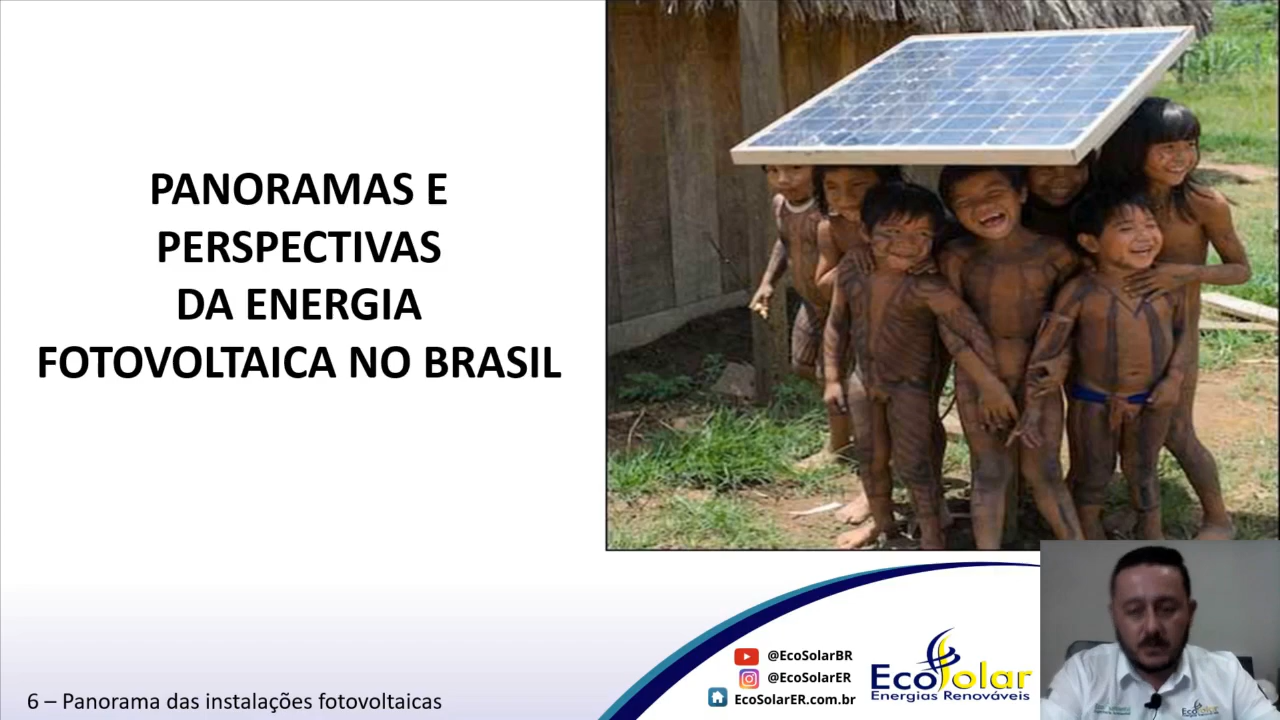 PANORAMAS E
PERSPECTIVAS
DA ENERGIA
FOTOVOLTAICA NO BRASIL
@EcoSolarBR
@EcoSolarER
EcoSolarER.com.br
EcoSolar
Energias Renováveis
6 – Panorama das instalações fotovoltaicas
EcoSolar